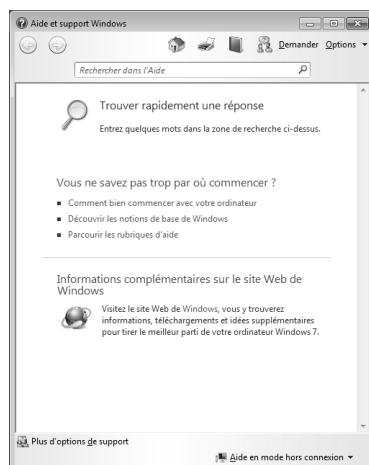 Aide et support Windows
Demander Options
Rechercher dans l'Aide
Trouver rapidement une réponse
Entrez quelques mots dans la zone de recherche ci-dessus.
Vous ne savez pas trop par où commencer ?
Comment bien commencer avec votre ordinateur
Découvrir les notions de base de Windows
Parcourir les rubriques d'aide
Informations complémentaires sur le site Web de
Windows
Visitez le site Web de Windows, vous y trouverez
informations, téléchargements et idées supplémentaires
pour tirer le meilleur parti de votre ordinateur Windows 7.
Plus d'options de support
Aide en mode hors connexion